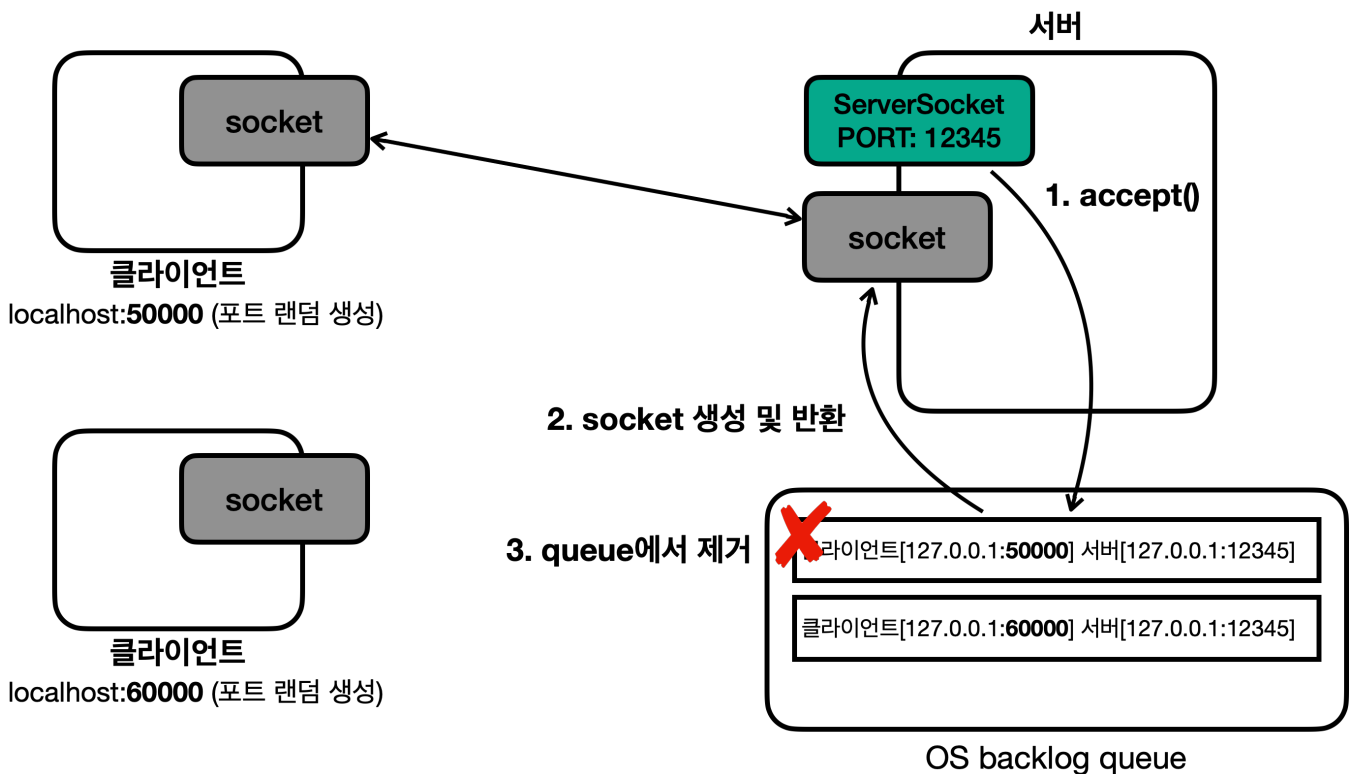 서버
socket
ServerSocket
PORT: 12345
1. accept()
socket
클라이언트
localhost:50000 (포트 랜덤 생성)
2. socket 생성 및 반환
socket
3. queue에서 제거
라이언트[127.0.0.1:50000] 서버[127.0.0.1:12345]
클라이언트[127.0.0.1:60000] 서버[127.0.0.1:12345]
클라이언트
localhost:60000 (포트 랜덤 생성)
OS backlog queue